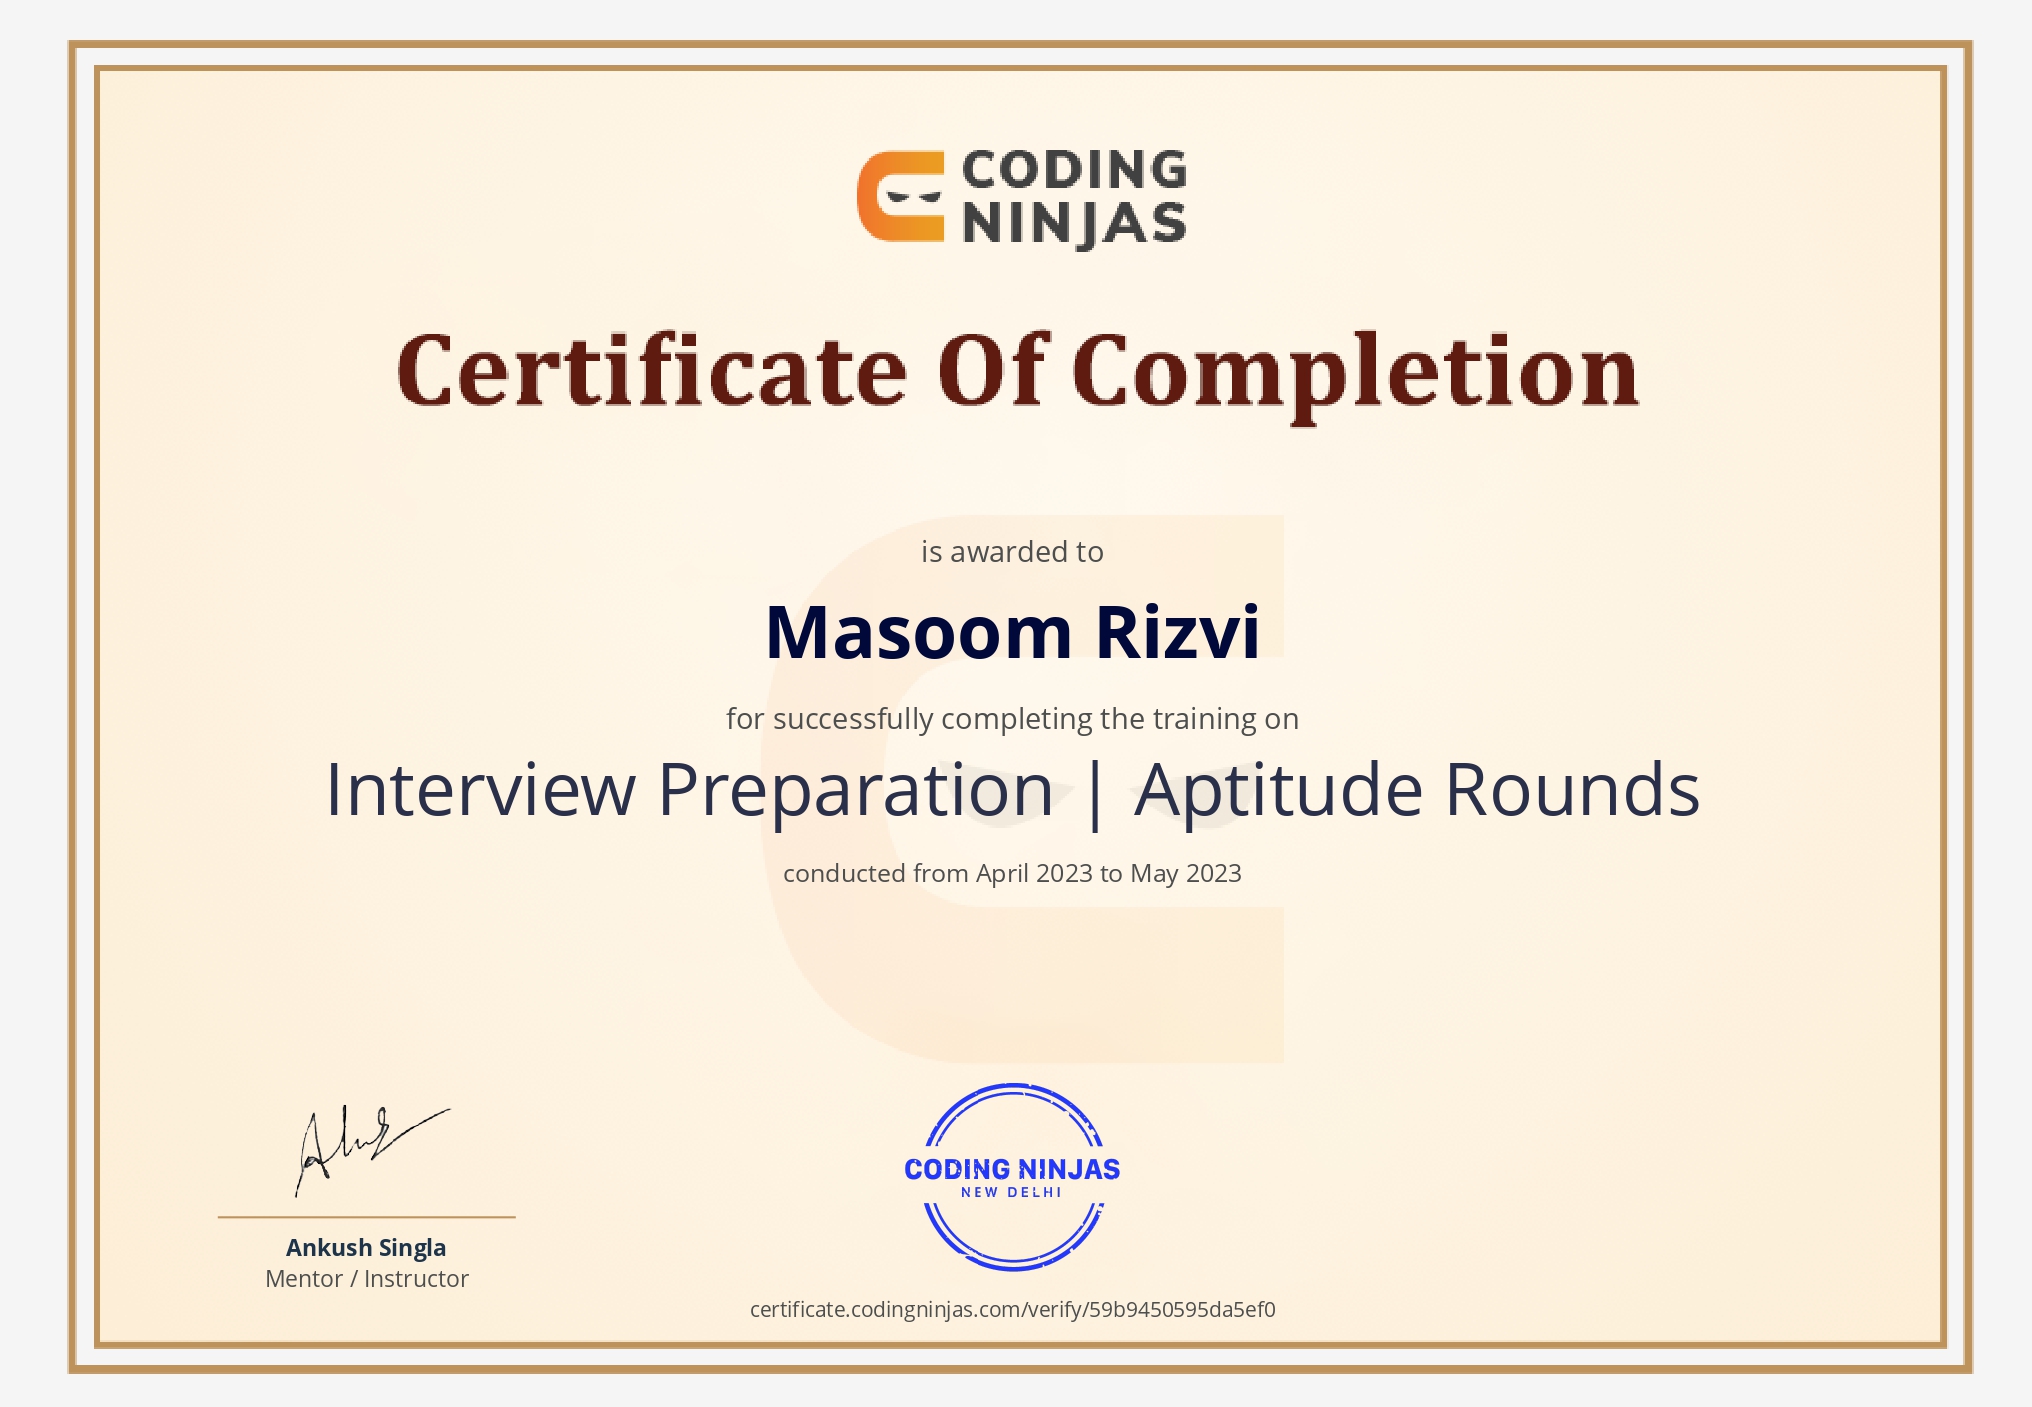 CODING
NINJAS
Certificate Of Completion
is awarded to
Masoom Rizvi
for successfully completing the training on
Interview Preparation | Aptitude Rounds
conducted from April 2023 to May 2023
Ankush Singla
Mentor / Instructor
CODING NINJAS
NEW DELHI
certificate.codingninjas.com/verify/59b9450595da5ef0